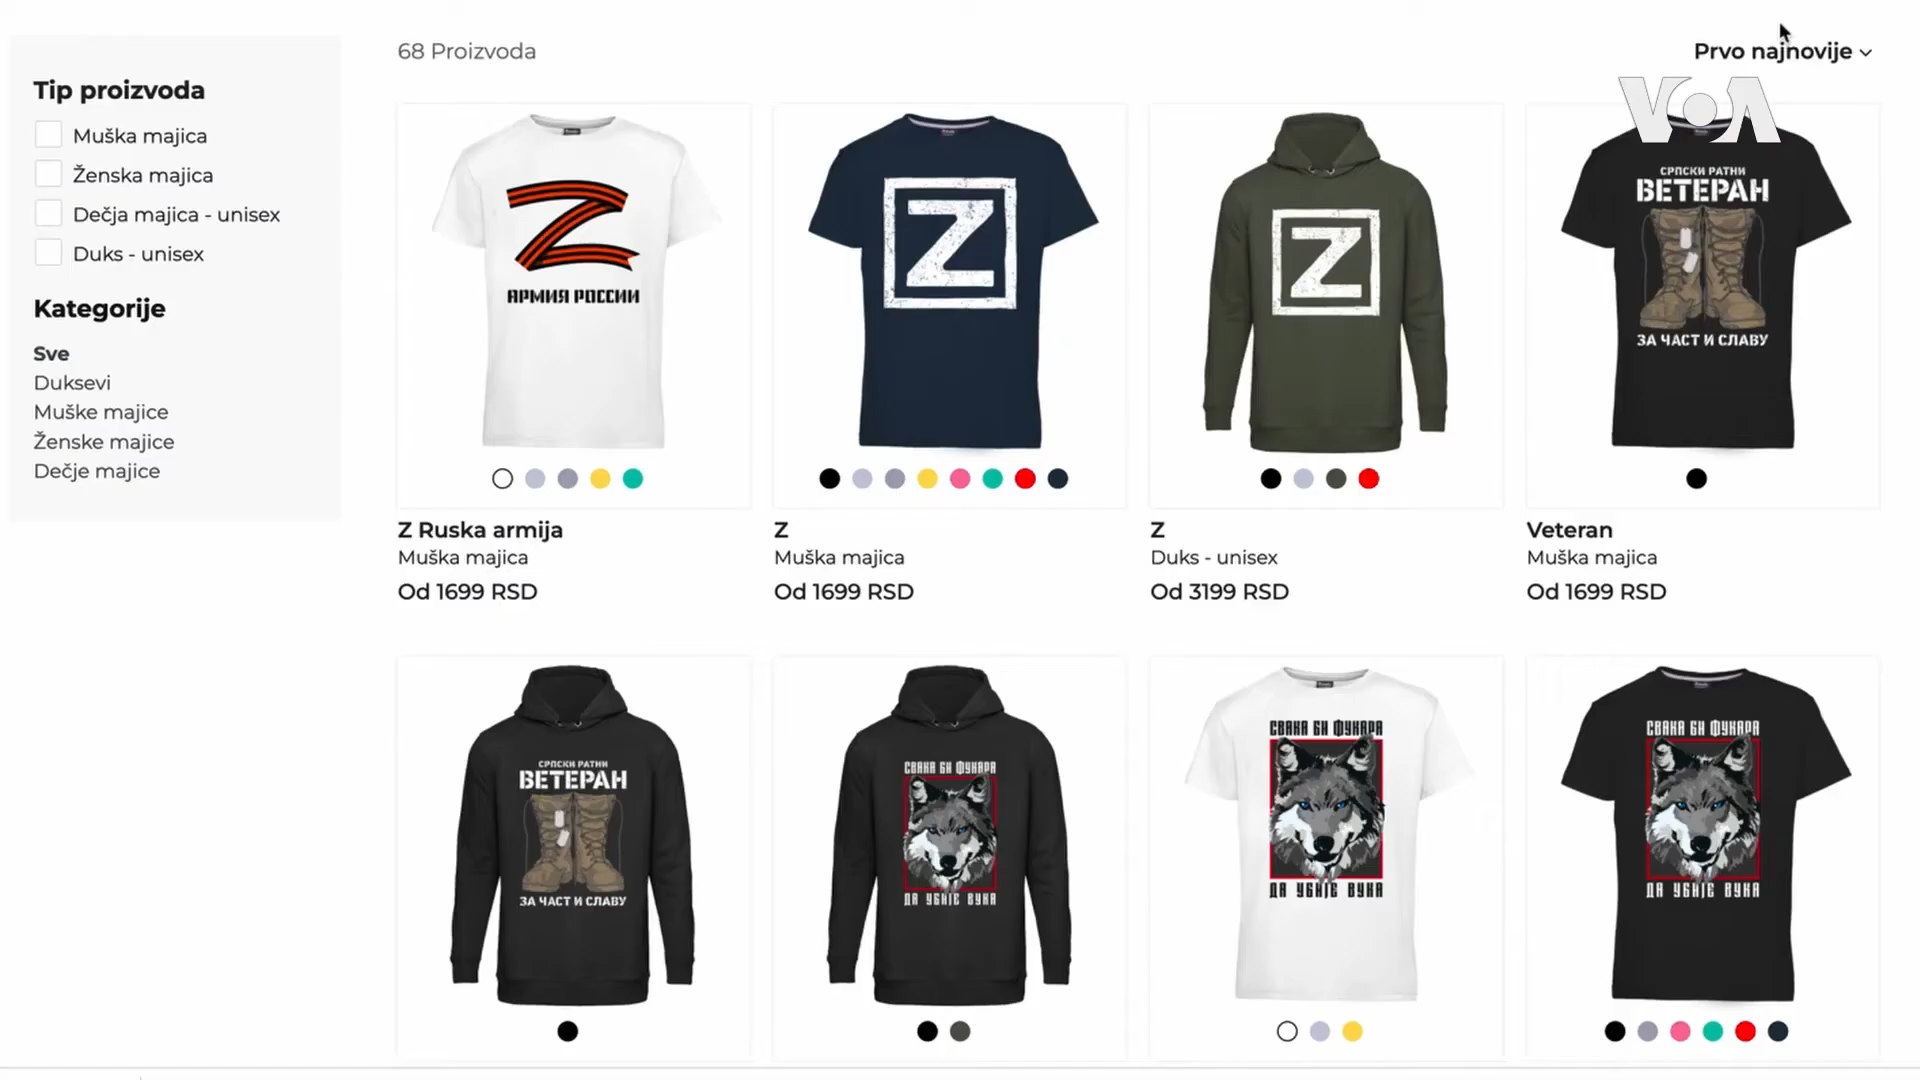 68 Proizvoda
Prvo najnovije
VOA
Tip proizvoda
Muška majica
Ženska majica
Dečja majica - unisex
Duks - unisex
Kategorije
Sve
Duksevi
Muške majice
Ženske majice
Dečje majice
Z
АРМИЯ РОССИИ
Z
Z
СРПСКИ РАТНИ
ВЕТЕРАН
ЗА ЧАСТ И СЛАВУ
Z Ruska armija
Muška majica
Od 1699 RSD
Z
Muška majica
Od 1699 RSD
Z
Duks - unisex
Od 3199 RSD
Veteran
Muška majica
Od 1699 RSD
СРПСКИ РАТНИ
ВЕТЕРАН
ЗА ЧАСТ И СЛАВУ
СВАКА БИ ФУКАРА
ДА УБИЈЕ ВУКА
СВАКА БИ ФУКАРА
ДА УБИЈЕ ВУКА
СВАКА БИ ФУКАРА
ДА УБИЈЕ ВУКА